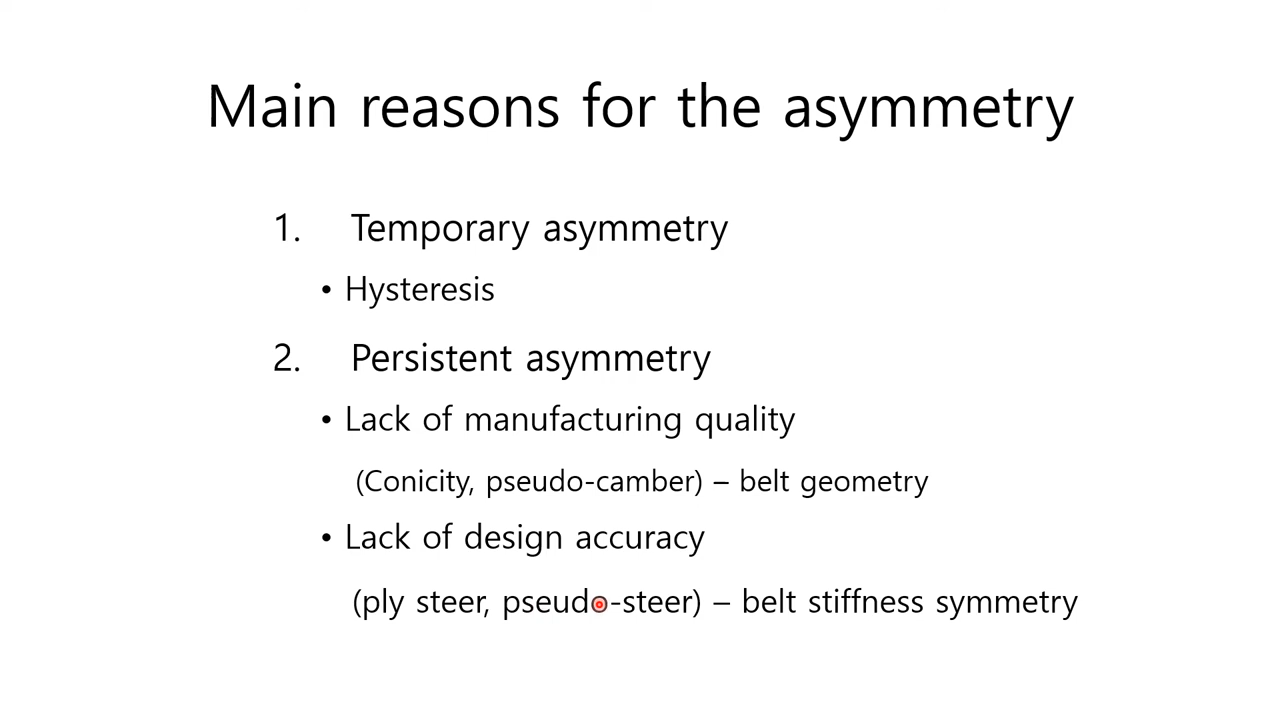 Main reasons for the asymmetry
1. Temporary asymmetry
• Hysteresis
2. Persistent asymmetry
• Lack of manufacturing quality
(Conicity, pseudo-camber) – belt geometry
• Lack of design accuracy
(ply steer, pseudo-steer) – belt stiffness symmetry